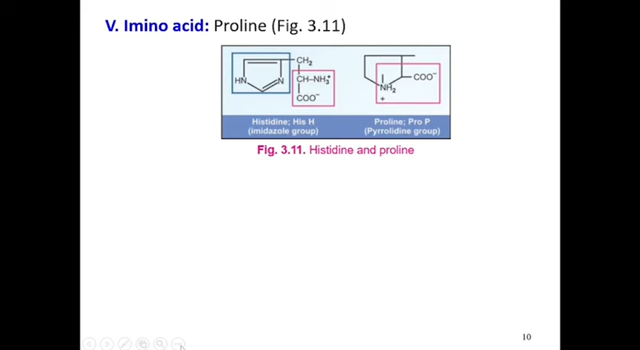 V. Imino acid: Proline (Fig. 3.11)
CH₂
HN N CH–NH₃⁺
COO⁻
COO⁻
NH₂
+
Histidine; His H
(imidazole group)
Proline; Pro P
(Pyrrolidine group)
Fig. 3.11. Histidine and proline
10